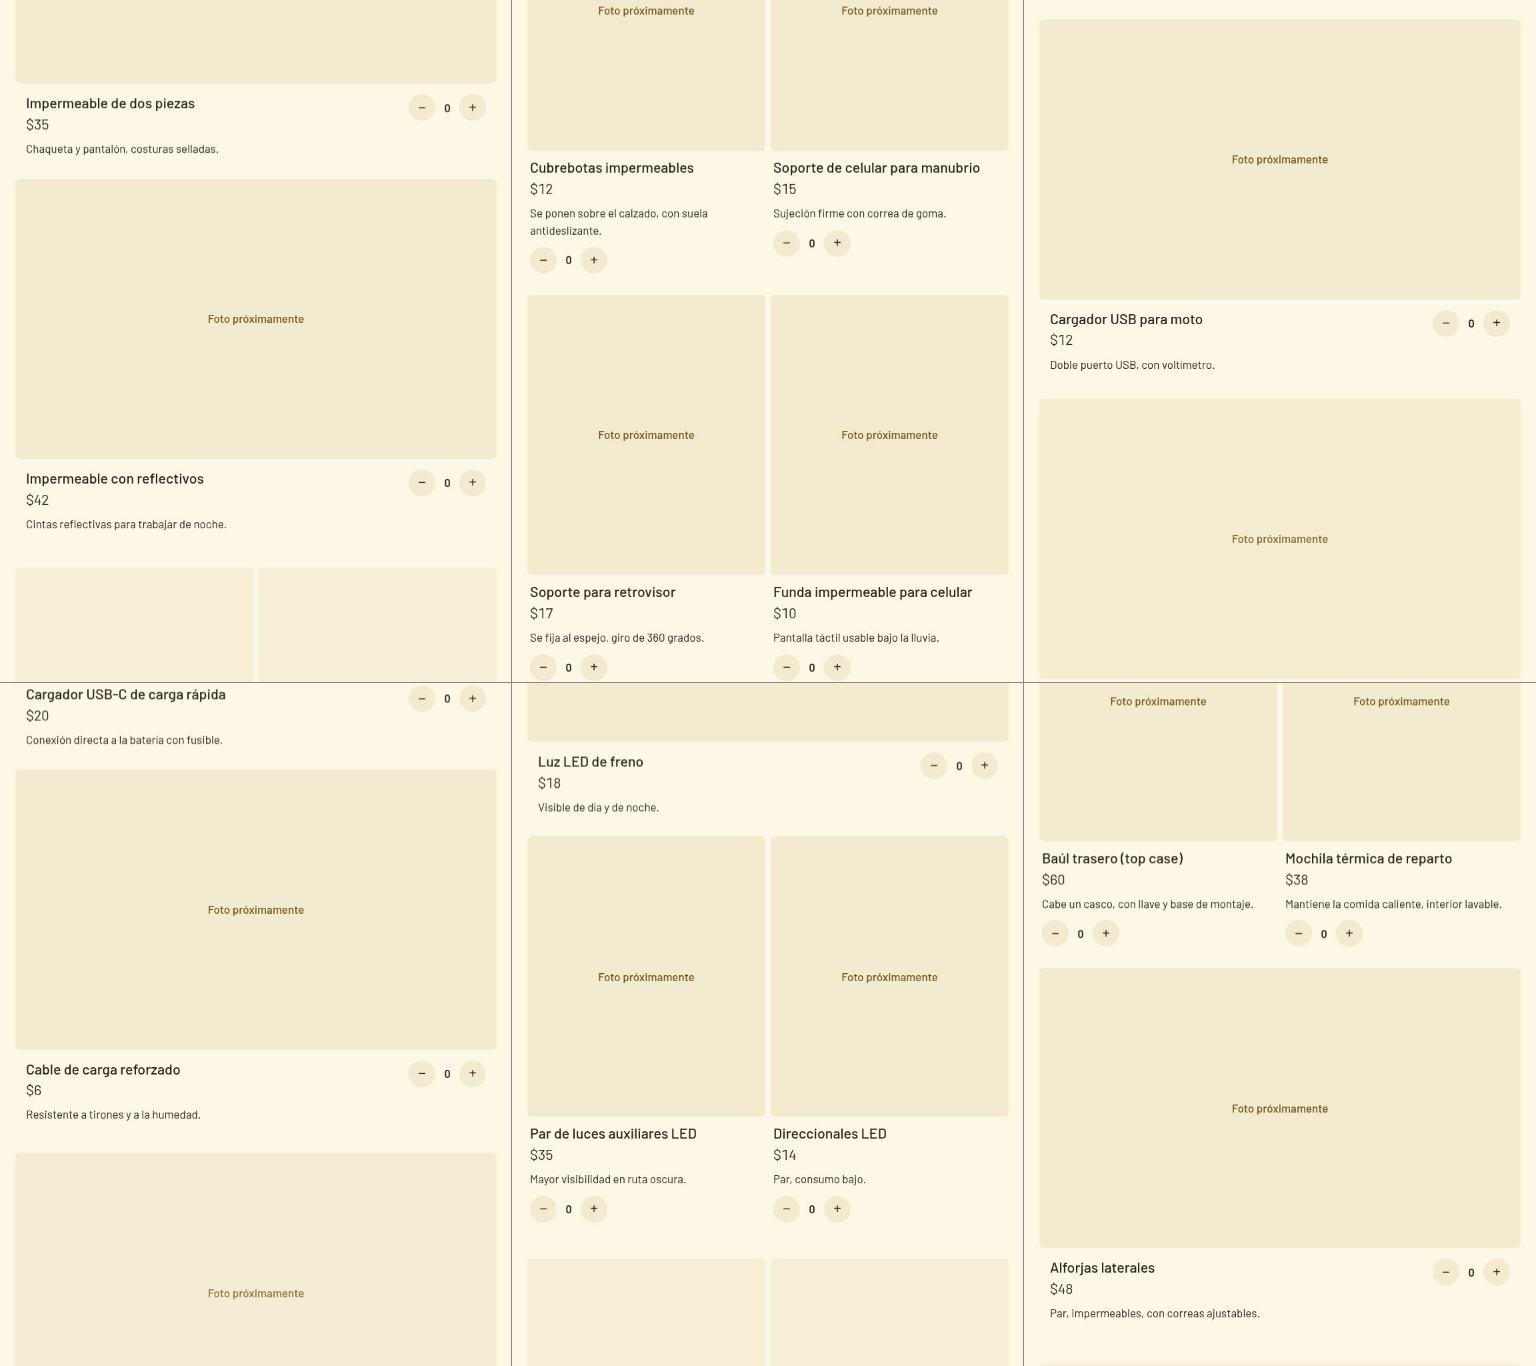 Impermeable de dos piezas
− 0 +
$35
Chaqueta y pantalón, costuras selladas.
Foto próximamente
Impermeable con reflectivos
− 0 +
$42
Cintas reflectivas para trabajar de noche.
Foto próximamente
Foto próximamente
Cubrebotas impermeables
$12
Se ponen sobre el calzado, con suela
antideslizante.
− 0 +
Soporte de celular para manubrio
$15
Sujeción firme con correa de goma.
− 0 +
Foto próximamente
Foto próximamente
Soporte para retrovisor
$17
Se fija al espejo, giro de 360 grados.
− 0 +
Funda impermeable para celular
$10
Pantalla táctil usable bajo la lluvia.
− 0 +
Foto próximamente
Cargador USB para moto
− 0 +
$12
Doble puerto USB, con voltímetro.
Foto próximamente
Cargador USB-C de carga rápida
− 0 +
$20
Conexión directa a la batería con fusible.
Foto próximamente
Cable de carga reforzado
− 0 +
$6
Resistente a tirones y a la humedad.
Foto próximamente
Luz LED de freno
− 0 +
$18
Visible de día y de noche.
Foto próximamente
Foto próximamente
Par de luces auxiliares LED
$35
Mayor visibilidad en ruta oscura.
− 0 +
Direccionales LED
$14
Par, consumo bajo.
− 0 +
Foto próximamente
Foto próximamente
Baúl trasero (top case)
$60
Cabe un casco, con llave y base de montaje.
− 0 +
Mochila térmica de reparto
$38
Mantiene la comida caliente, interior lavable.
− 0 +
Foto próximamente
Alforjas laterales
− 0 +
$48
Par, impermeables, con correas ajustables.